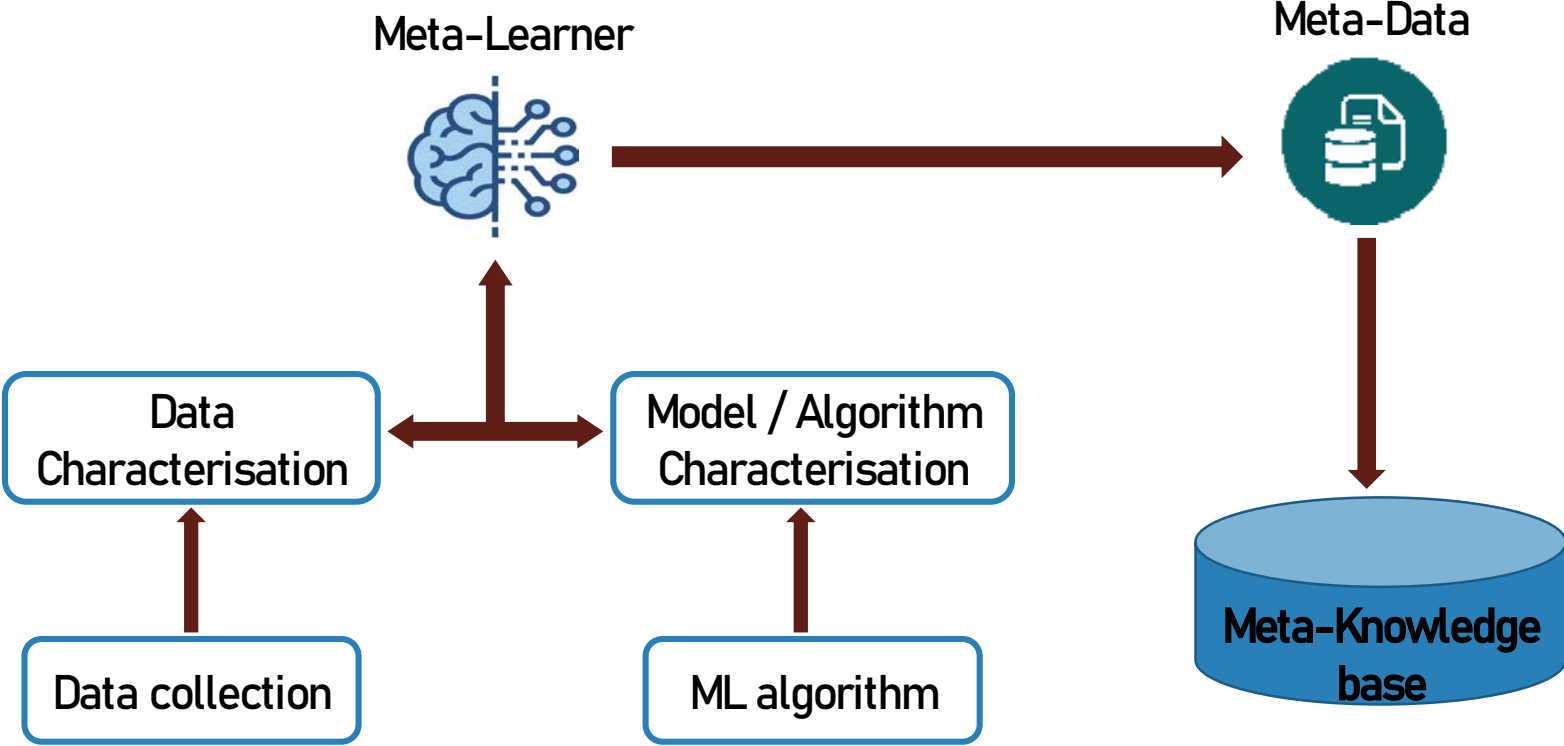 Meta-Learner
Meta-Data
Data
Characterisation
Model / Algorithm
Characterisation
Data collection
ML algorithm
Meta-Knowledge
base